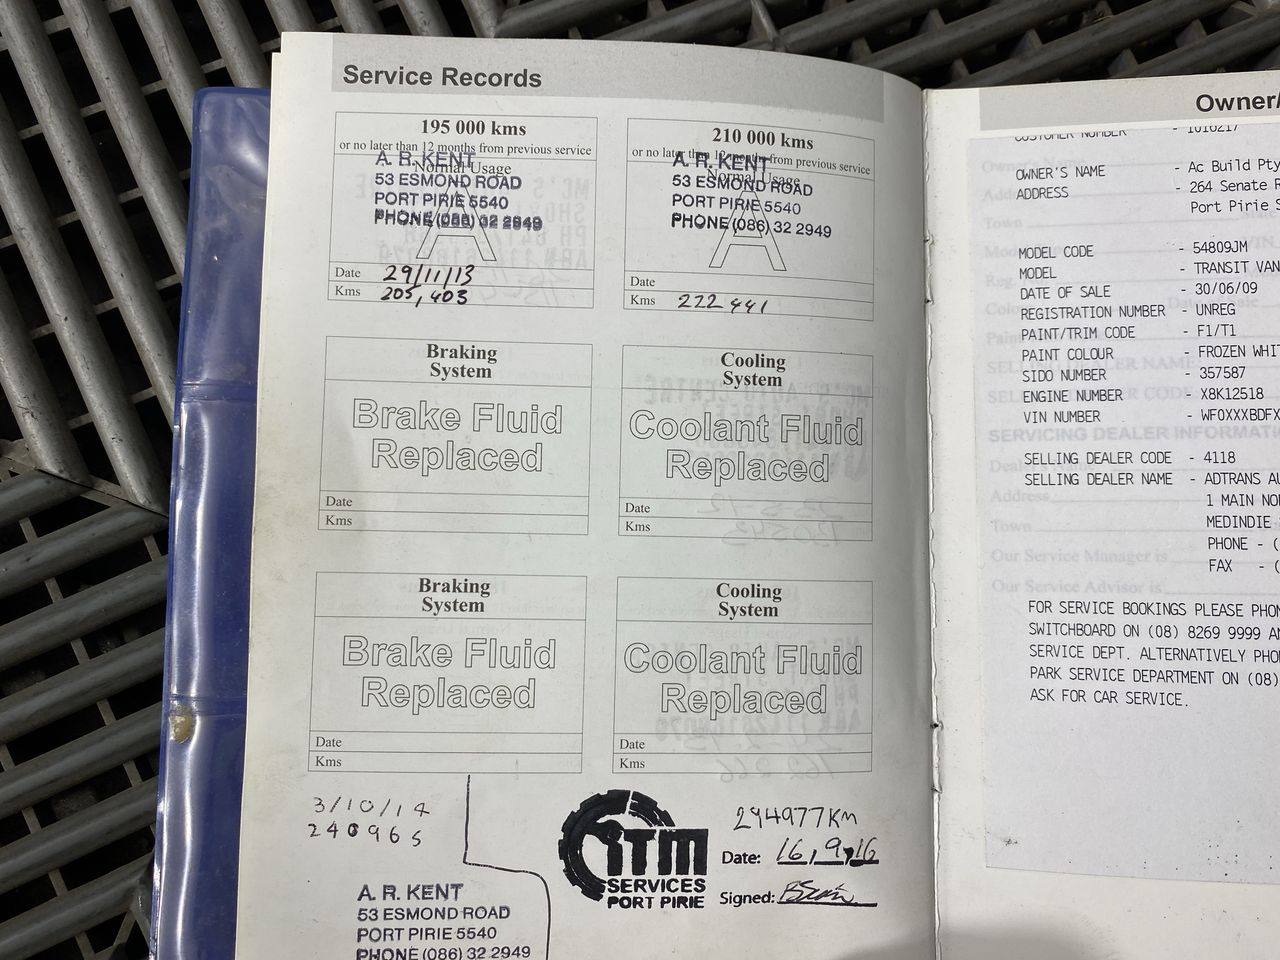 Service Records
195 000 kms
or no later than 12 months from previous service
Normal Usage
A
A. R. KENT
53 ESMOND ROAD
PORT PIRIE 5540
PHONE (086) 32 2949
Date 29/11/13
Kms 205,403
210 000 kms
or no later than 12 months from previous service
Normal Usage
A
A. R. KENT
53 ESMOND ROAD
PORT PIRIE 5540
PHONE (086) 32 2949
Date
Kms 222 441
Braking
System
Brake Fluid
Replaced
Date
Kms
Cooling
System
Coolant Fluid
Replaced
Date
Kms
Braking
System
Brake Fluid
Replaced
Date
Kms
Cooling
System
Coolant Fluid
Replaced
Date
Kms
3/10/14
240965
A. R. KENT
53 ESMOND ROAD
PORT PIRIE 5540
PHONE (086) 32 2949
ITM
SERVICES
PORT PIRIE
294977KM
Date: 16,9,16
Signed:
Owner/
CUSTOMER NUMBER - 1016217
OWNER'S NAME - Ac Build Pty
ADDRESS - 264 Senate R
Port Pirie S
MODEL CODE - 54809JM
MODEL - TRANSIT VAN
DATE OF SALE - 30/06/09
REGISTRATION NUMBER - UNREG
PAINT/TRIM CODE - F1/T1
PAINT COLOUR - FROZEN WHIT
SIDO NUMBER - 357587
ENGINE NUMBER - X8K12518
VIN NUMBER - WF0XXXBDFX
SELLING DEALER CODE - 4118
SELLING DEALER NAME - ADTRANS AU
1 MAIN NO
MEDINDIE
PHONE - (
FAX - (
FOR SERVICE BOOKINGS PLEASE PHON
SWITCHBOARD ON (08) 8269 9999 AN
SERVICE DEPT. ALTERNATIVELY PHO
PARK SERVICE DEPARTMENT ON (08)
ASK FOR CAR SERVICE.